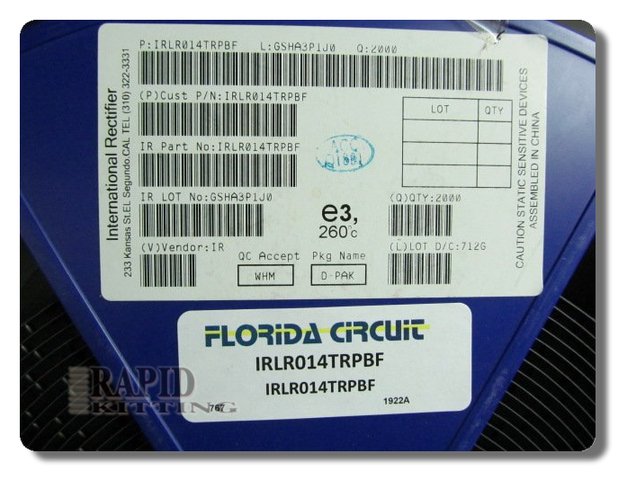 P:IRLR014TRPBF L:GSHA3P1J0 Q:2000
(P)Cust P/N:IRLR014TRPBF
IR Part No:IRLR014TRPBF
LOT QTY
IR LOT No:GSHA3P1J0
e3,
260°c
(Q)QTY:2000
(V)Vendor:IR
QC Accept Pkg Name
WHM D-PAK
(L)LOT D/C:712G
International Rectifier
233 Kansas St.EL Segundo.CAL TEL (310) 322-3331
CAUTION STATIC SENSITIVE DEVICES
ASSEMBLED IN CHINA
FLORIDA CIRCUIT
IRLR014TRPBF
IRLR014TRPBF
767 1922A
RAPID
KITTING